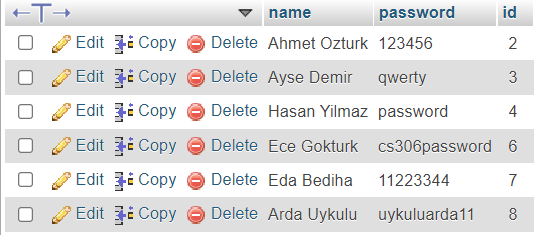 name password id
Edit Copy Delete Ahmet Ozturk 123456 2
Edit Copy Delete Ayse Demir qwerty 3
Edit Copy Delete Hasan Yilmaz password 4
Edit Copy Delete Ece Gokturk cs306password 6
Edit Copy Delete Eda Bediha 11223344 7
Edit Copy Delete Arda Uykulu uykuluarda11 8